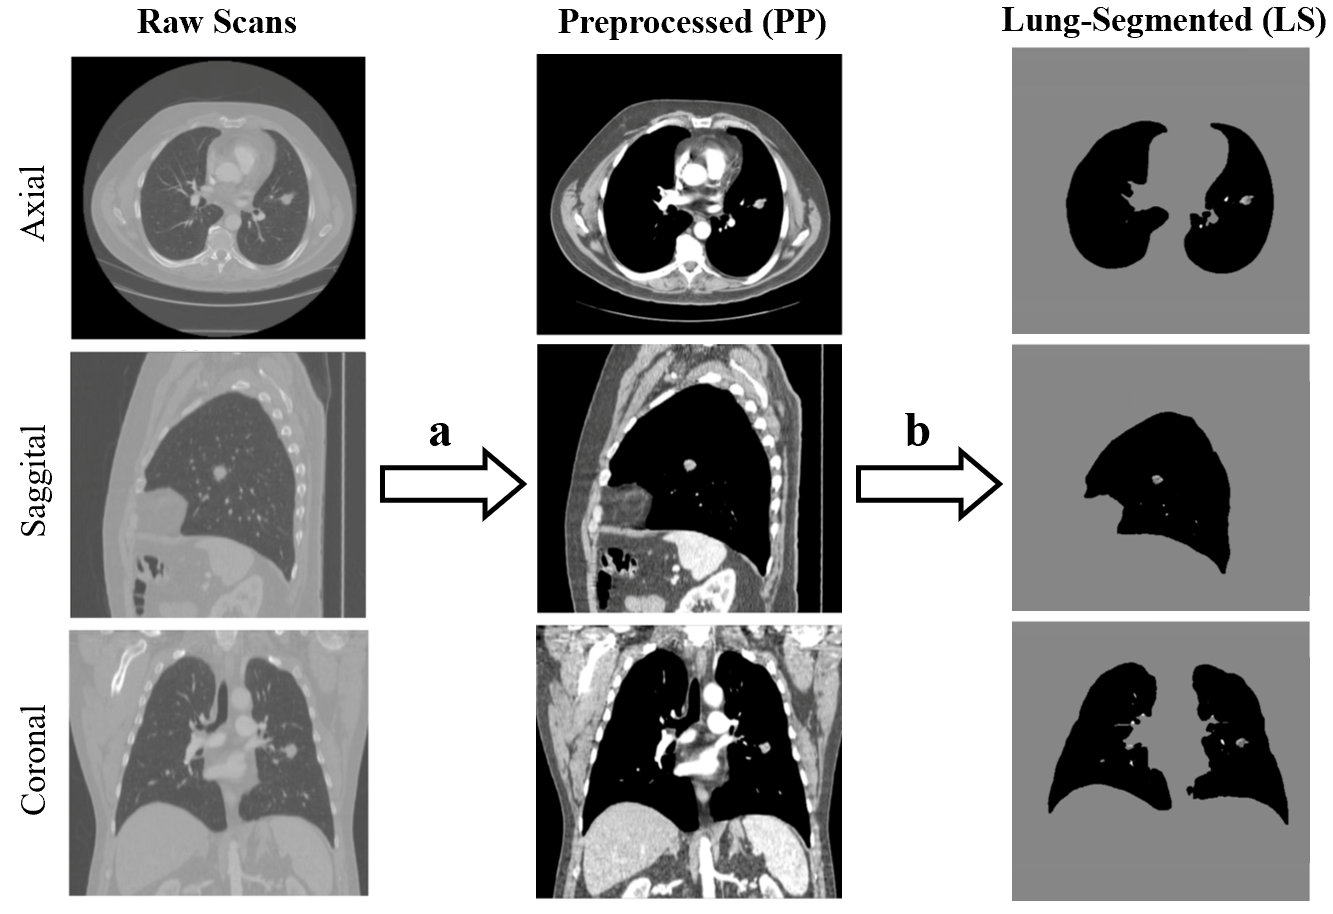 Raw Scans
Preprocessed (PP)
Lung-Segmented (LS)
Axial
Saggital
a
b
Coronal